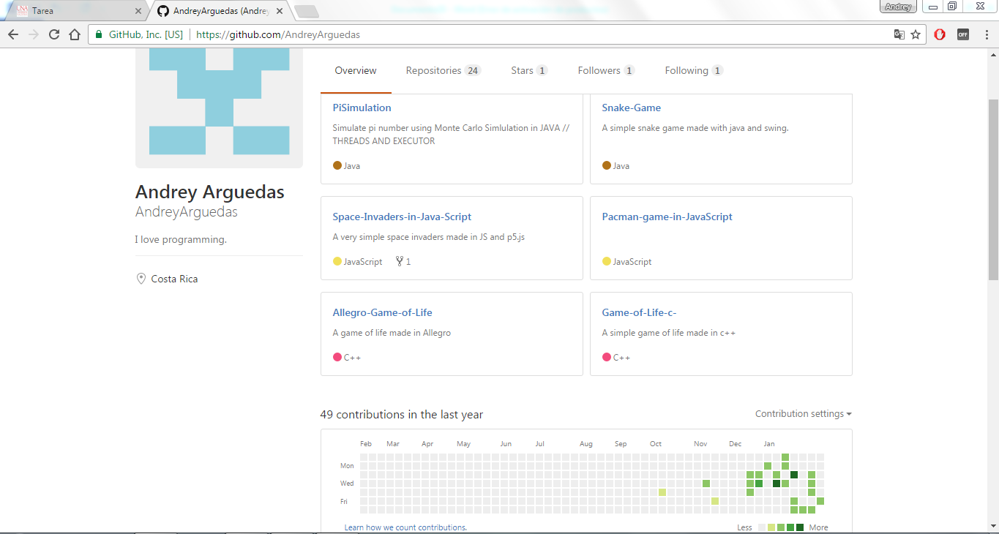 Tarea
AndreyArguedas (Andrey
Andrey
GitHub, Inc. [US] https://github.com/AndreyArguedas
OFF
Overview Repositories 24 Stars 1 Followers 1 Following 1
PiSimulation
Simulate pi number using Monte Carlo Simlulation in JAVA //
THREADS AND EXECUTOR
Java
Snake-Game
A simple snake game made with java and swing.
Java
Andrey Arguedas
AndreyArguedas
I love programming.
Costa Rica
Space-Invaders-in-Java-Script
A very simple space invaders made in JS and p5.js
JavaScript 1
Pacman-game-in-JavaScript
JavaScript
Allegro-Game-of-Life
A game of life made in Allegro
C++
Game-of-Life-c-
A simple game of life made in c++
C++
49 contributions in the last year
Contribution settings
Feb Mar Apr May Jun Jul Aug Sep Oct Nov Dec Jan
Mon
Wed
Fri
Learn how we count contributions.
Less More